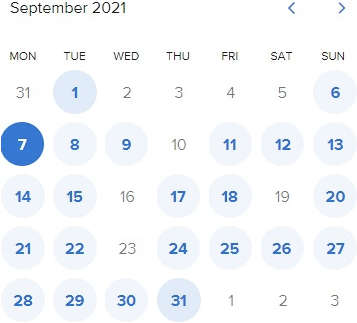 September 2021
MON TUE WED THU FRI SAT SUN
31 1 2 3 4 5 6
7 8 9 10 11 12 13
14 15 16 17 18 19 20
21 22 23 24 25 26 27
28 29 30 31 1 2 3